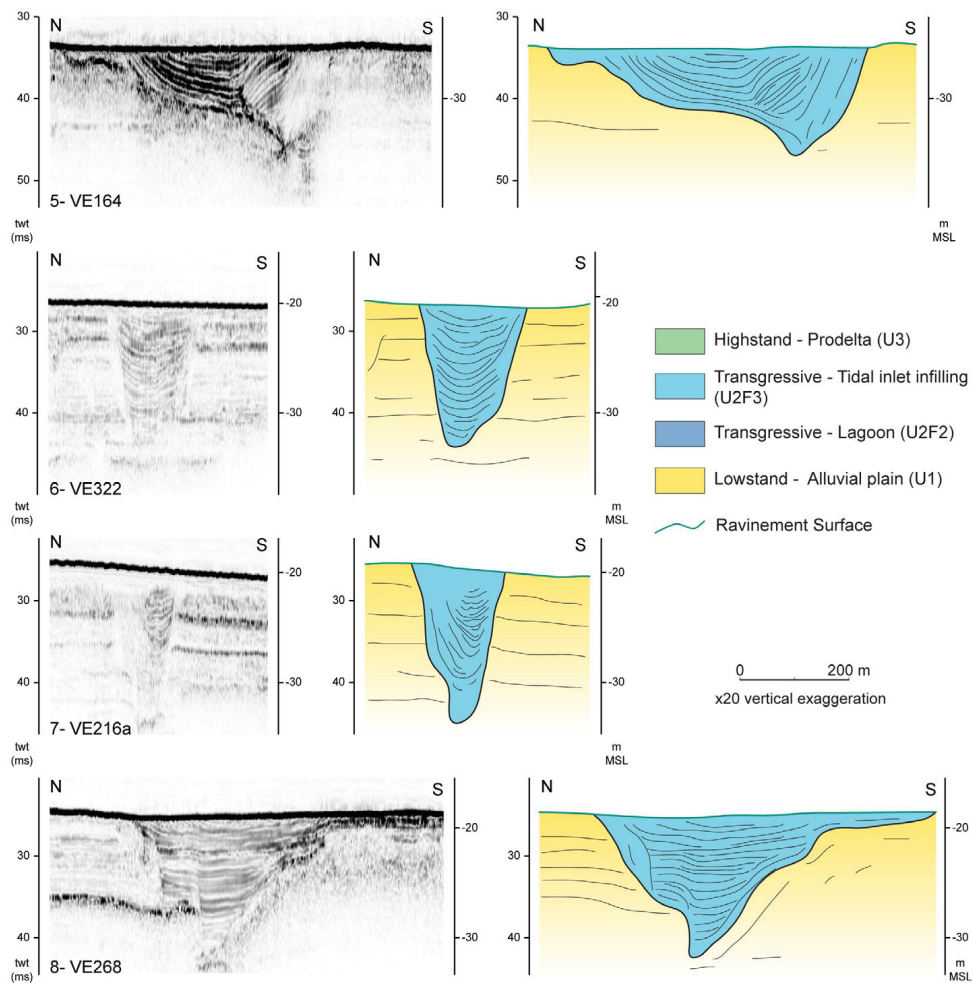 30
N
S
N
S
30
40
-30
40
-30
50
50
5- VE164
twt
(ms)
m
MSL
N
S
N
S
-20
-20
30
30
40
-30
40
-30
6- VE322
twt
(ms)
m
MSL
Highstand - Prodelta (U3)
Transgressive - Tidal inlet infilling
(U2F3)
Transgressive - Lagoon (U2F2)
Lowstand - Alluvial plain (U1)
Ravinement Surface
N
S
N
S
-20
-20
30
30
40
-30
40
-30
7- VE216a
twt
(ms)
m
MSL
0
200 m
x20 vertical exaggeration
N
S
N
S
-20
-20
30
30
40
-30
40
-30
8- VE268
twt
(ms)
m
MSL